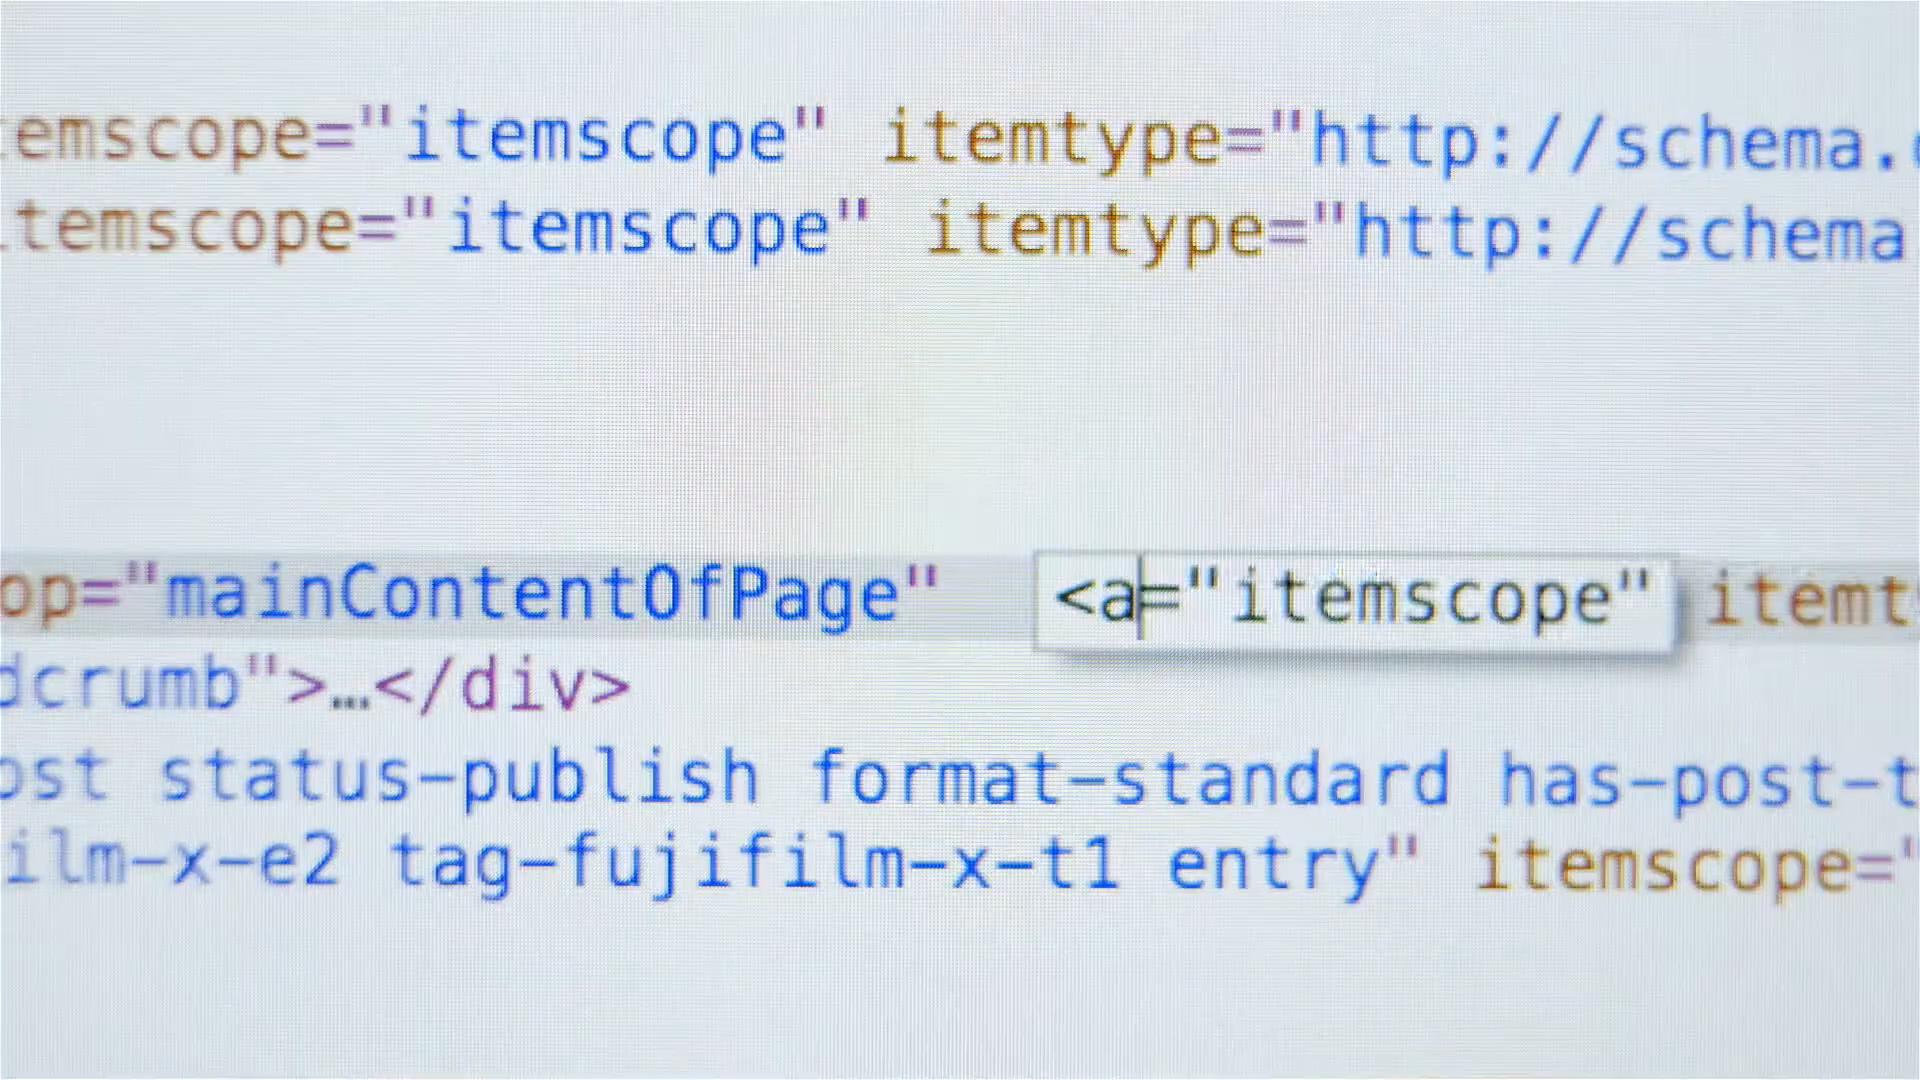 temscope="itemscope" itemtype="http://schema.
itemscope="itemscope" itemtype="http://schema
op="mainContentOfPage" <a="itemscope" itemt
dcrumb">…</div>
ost status-publish format-standard has-post-t
ilm-x-e2 tag-fujifilm-x-t1 entry" itemscope="